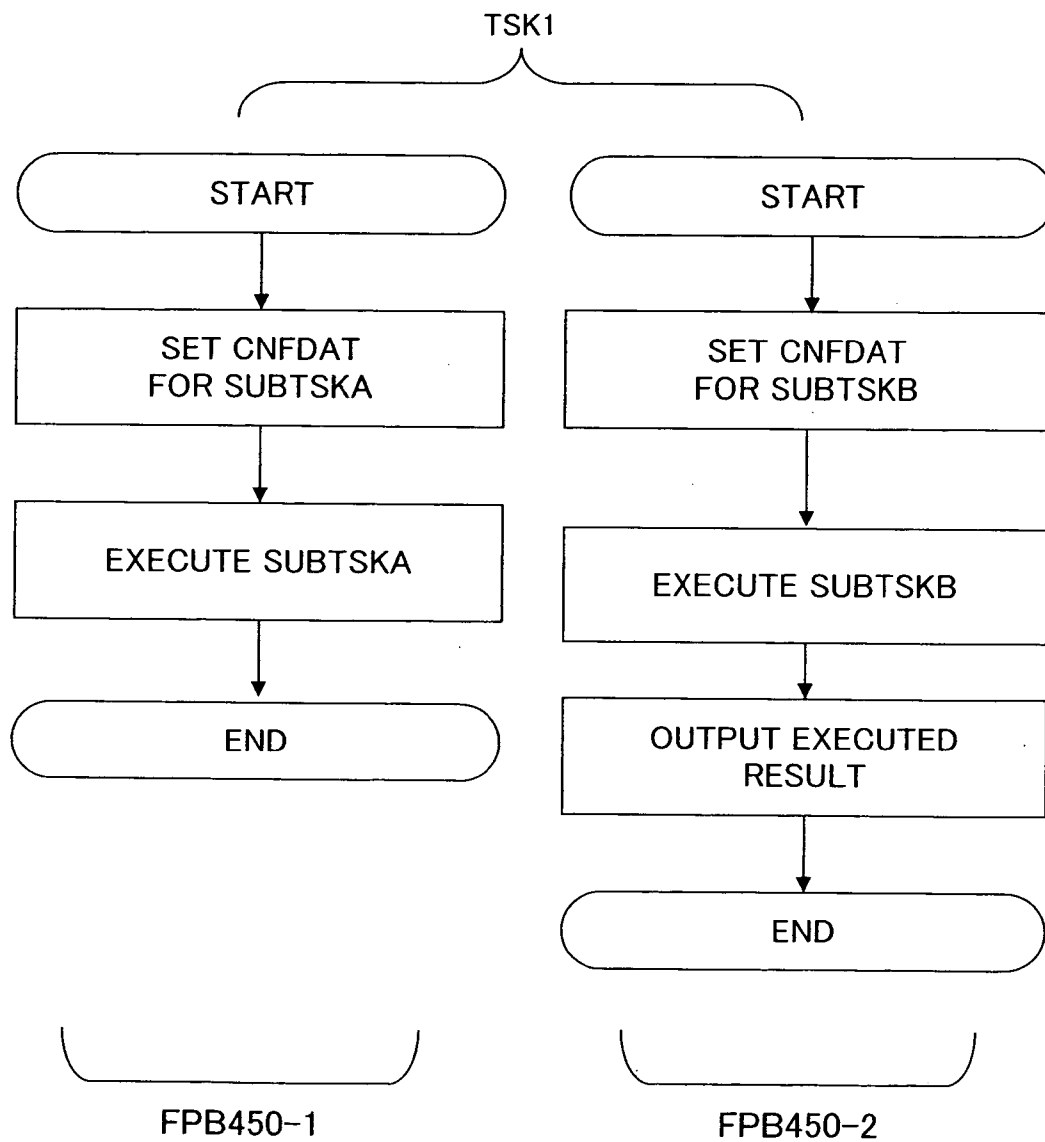 TSK1
START
SET CNFDAT
FOR SUBTSKA
EXECUTE SUBTSKA
END
FPB450-1
START
SET CNFDAT
FOR SUBTSKB
EXECUTE SUBTSKB
OUTPUT EXECUTED
RESULT
END
FPB450-2